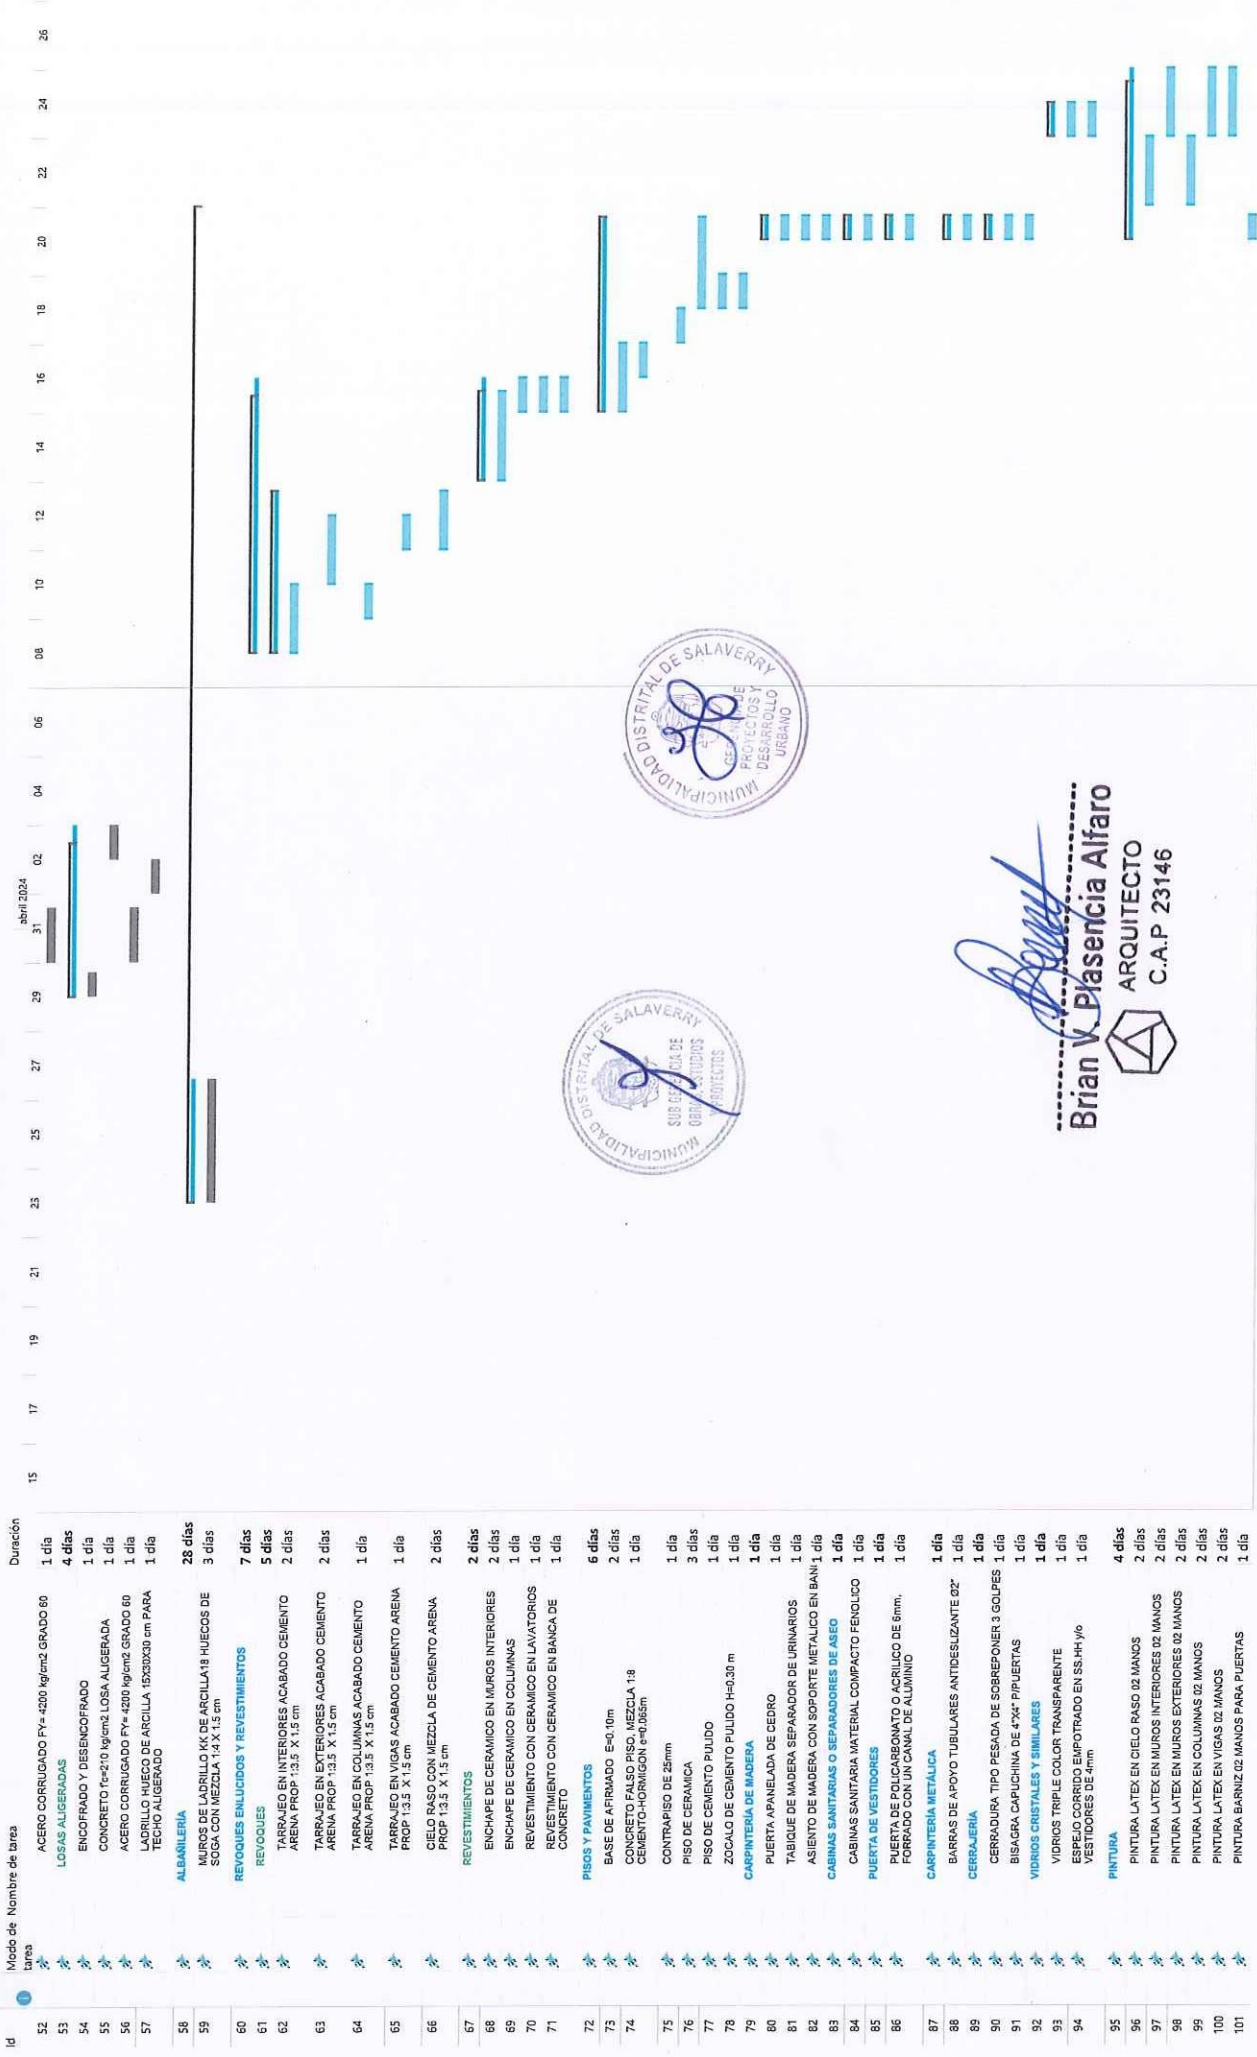 Id
Modo de tarea
Nombre de tarea
Duración
abril 2024
15 17 19 21 23 25 27 29 31 02 04 06 08 10 12 14 16 18 20 22 24 26
52 ACERO CORRUGADO FY= 4200 kg/cm2 GRADO 60 1 día
53 LOSAS ALIGERADAS 4 días
54 ENCOFRADO Y DESENCOFRADO 1 día
55 CONCRETO f'c=210 kg/cm2 LOSA ALIGERADA 1 día
56 ACERO CORRUGADO FY= 4200 kg/cm2 GRADO 60 1 día
57 LADRILLO HUECO DE ARCILLA 15X30X30 cm PARA 1 día
TECHO ALIGERADO
58 ALBAÑILERÍA 28 días
59 MUROS DE LADRILLO KK DE ARCILLA18 HUECOS DE 3 días
SOGA CON MEZCLA 1:4 X 1.5 cm
60 REVOQUES ENLUCIDOS Y REVESTIMIENTOS 7 días
61 REVOQUES 5 días
62 TARRAJEO EN INTERIORES ACABADO CEMENTO 2 días
ARENA PROP 1:3.5 X 1.5 cm
63 TARRAJEO EN EXTERIORES ACABADO CEMENTO 2 días
ARENA PROP 1:3.5 X 1.5 cm
64 TARRAJEO EN COLUMNAS ACABADO CEMENTO 1 día
ARENA PROP 1:3.5 X 1.5 cm
65 TARRAJEO EN VIGAS ACABADO CEMENTO ARENA 1 día
PROP 1:3.5 X 1.5 cm
66 CIELO RASO CON MEZCLA DE CEMENTO ARENA 2 días
PROP 1:3.5 X 1.5 cm
67 REVESTIMIENTOS 2 días
68 ENCHAPE DE CERAMICO EN MUROS INTERIORES 2 días
69 ENCHAPE DE CERAMICO EN COLUMNAS 1 día
70 REVESTIMIENTO CON CERAMICO EN LAVATORIOS 1 día
71 REVESTIMIENTO CON CERAMICO EN BANCA DE 1 día
CONCRETO
72 PISOS Y PAVIMENTOS 6 días
73 BASE DE AFIRMADO E=0.10m 2 días
74 CONCRETO FALSO PISO, MEZCLA 1:8 1 día
CEMENTO-HORMIGON e=0.065m
75 CONTRAPISO DE 25mm 1 día
76 PISO DE CERAMICA 3 días
77 PISO DE CEMENTO PULIDO 1 día
78 ZOCALO DE CEMENTO PULIDO H=0.30 m 1 día
79 CARPINTERÍA DE MADERA 1 día
80 PUERTA APANELADA DE CEDRO 1 día
81 TABIQUE DE MADERA SEPARADOR DE URINARIOS 1 día
82 ASIENTO DE MADERA CON SOPORTE METALICO EN BANI 1 día
83 CABINAS SANITARIAS O SEPARADORES DE ASEO 1 día
84 CABINAS SANITARIA MATERIAL COMPACTO FENOLICO 1 día
85 PUERTA DE VESTIDORES 1 día
86 PUERTA DE POLICARBONATO O ACRILICO DE 6mm, 1 día
FORRADO CON UN CANAL DE ALUMINIO
87 CARPINTERÍA METÁLICA 1 día
88 BARRAS DE APOYO TUBULARES ANTIDESLIZANTE Ø2" 1 día
89 CERRAJERÍA 1 día
90 CERRADURA TIPO PESADA DE SOBREPONER 3 GOLPES 1 día
91 BISAGRA CAPUCHINA DE 4"X4" P/PUERTAS 1 día
92 VIDRIOS CRISTALES Y SIMILARES 1 día
93 VIDRIOS TRIPLE COLOR TRANSPARENTE 1 día
94 ESPEJO CORRIDO EMPOTRADO EN SS.HH y/o 1 día
VESTIDORES DE 4mm
95 PINTURA 4 días
96 PINTURA LATEX EN CIELO RASO 02 MANOS 2 días
97 PINTURA LATEX EN MUROS INTERIORES 02 MANOS 2 días
98 PINTURA LATEX EN MUROS EXTERIORES 02 MANOS 2 días
99 PINTURA LATEX EN COLUMNAS 02 MANOS 2 días
100 PINTURA LATEX EN VIGAS 02 MANOS 2 días
101 PINTURA BARNIZ 02 MANOS PARA PUERTAS 1 día
MUNICIPALIDAD DISTRITAL DE SALAVERRY
SUB GERENCIA DE
OBRAS, ESTUDIOS
Y PROYECTOS
MUNICIPALIDAD DISTRITAL DE SALAVERRY
GERENCIA DE
PROYECTOS Y
DESARROLLO
URBANO
Brian V. Plasencia Alfaro
ARQUITECTO
C.A.P 23146